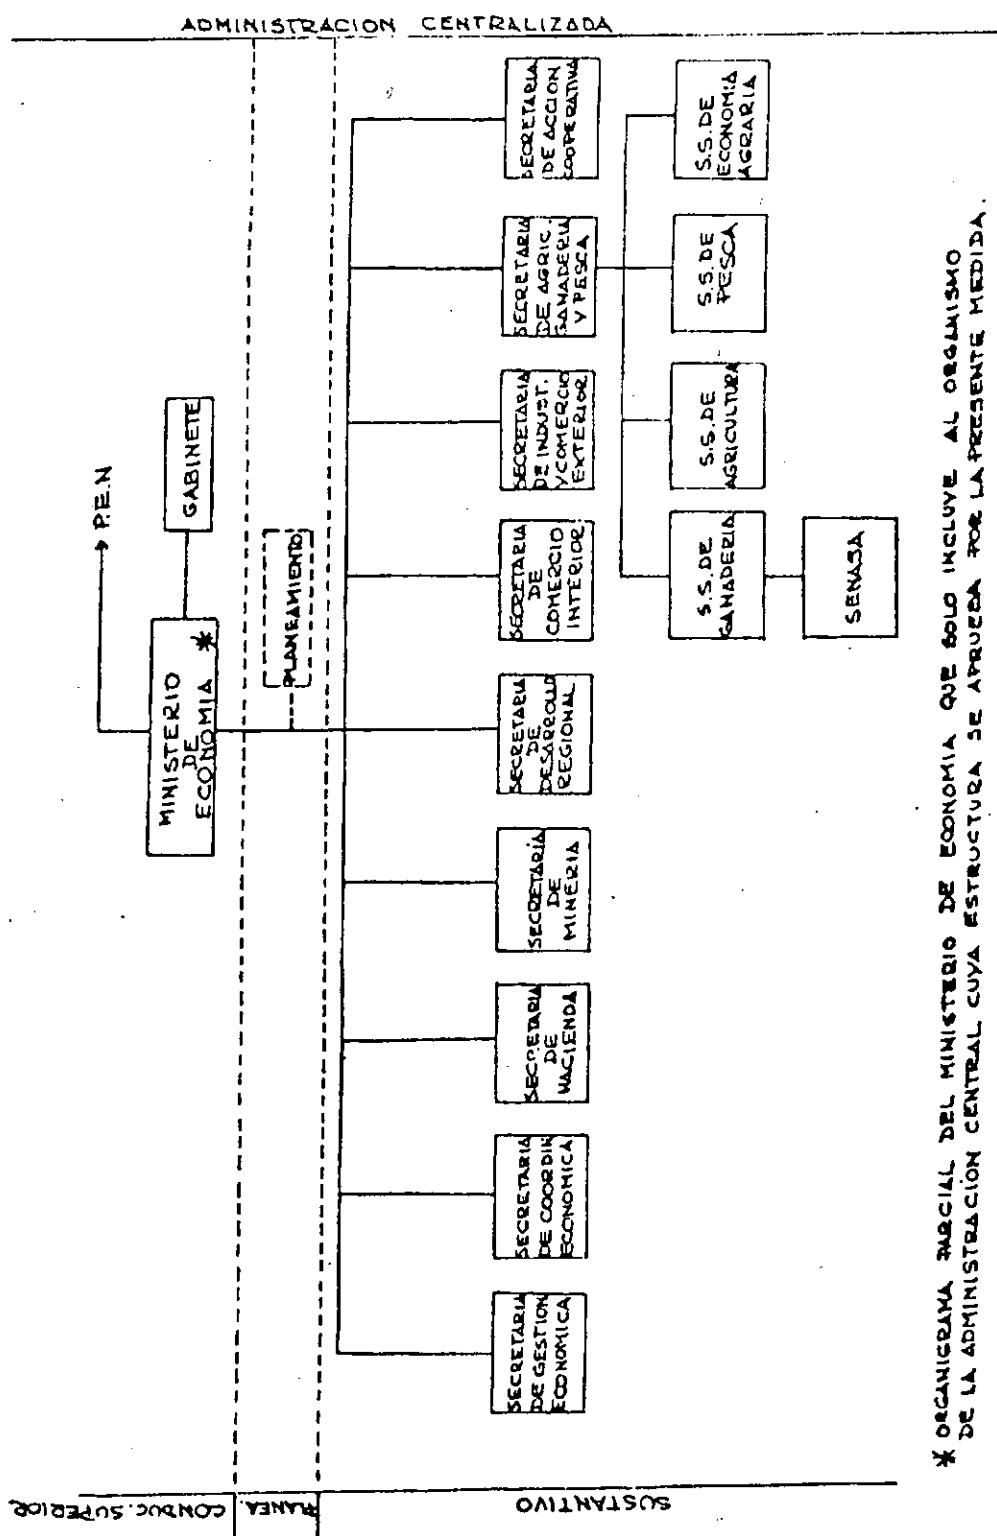 ADMINISTRACION CENTRALIZADA
CONDUC. SUPERIOR
PLANEA.
SUSTANTIVO
P.E.N
MINISTERIO
DE
ECONOMIA *
GABINETE
PLANEAMIENTO
SECRETARIA
DE GESTION
ECONOMICA
SECRETARIA
DE COORDIN
ECONOMICA
SECRETARIA
DE
HACIENDA
SECRETARÍA
DE
MINERIA
SECRETARIA
DE
DESARROLLO
REGIONAL
SECRETARIA
DE
COMERCIO
INTERIOR
SECRETARIA
DE INDUST.
Y COMERCIO
EXTERIOR
SECRETARIA
DE AGRIC.
GANADERIA
Y PESCA
SECRETARIA
DE ACCION
COOPERATIVA
S.S. DE
GANADERIA
S.S. DE
AGRICULTURA
S.S. DE
PESCA
S.S. DE
ECONOMIA
AGRARIA
SENASA
* ORGANIGRAMA PARCIAL DEL MINISTERIO DE ECONOMIA QUE SOLO INCLUYE AL ORGANISMO
DE LA ADMINISTRACIÓN CENTRAL CUYA ESTRUCTURA SE APRUEBA POR LA PRESENTE MEDIDA.